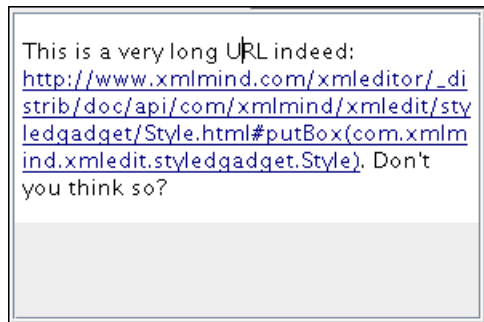 This is a very long URL indeed:
http://www.xmlmind.com/xmleditor/_di
strib/doc/api/com/xmlmind/xmledit/sty
ledgadget/Style.html#putBox(com.xmlm
ind.xmledit.styledgadget.Style). Don't
you think so?